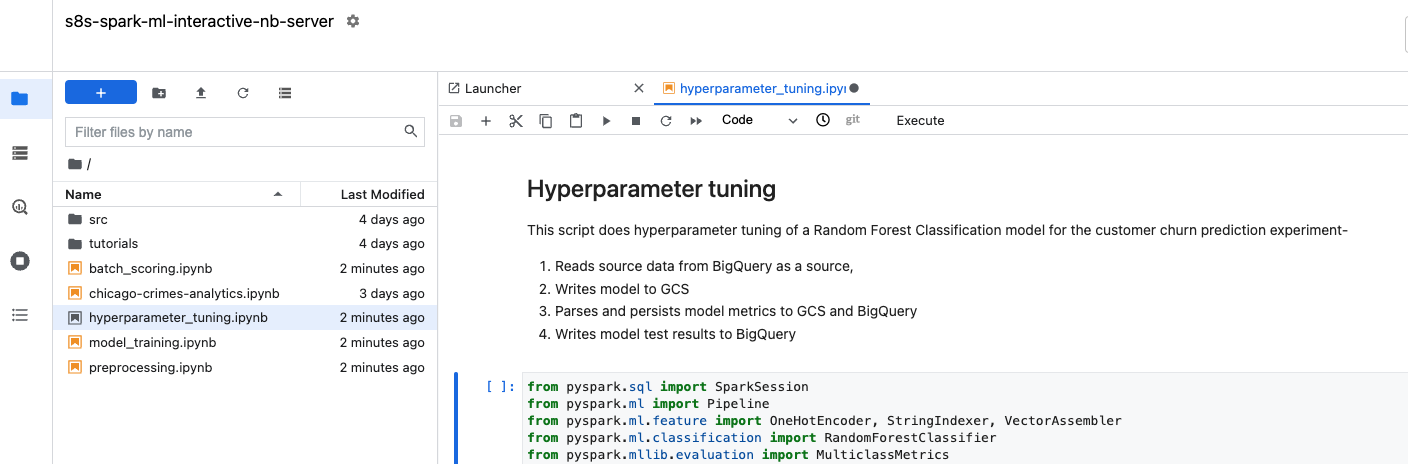 s8s-spark-ml-interactive-nb-server
Filter files by name
/
Name Last Modified
src 4 days ago
tutorials 4 days ago
batch_scoring.ipynb 2 minutes ago
chicago-crimes-analytics.ipynb 3 days ago
hyperparameter_tuning.ipynb 2 minutes ago
model_training.ipynb 2 minutes ago
preprocessing.ipynb 2 minutes ago
Launcher hyperparameter_tuning.ipyı
Code git Execute
Hyperparameter tuning
This script does hyperparameter tuning of a Random Forest Classification model for the customer churn prediction experiment-
1. Reads source data from BigQuery as a source,
2. Writes model to GCS
3. Parses and persists model metrics to GCS and BigQuery
4. Writes model test results to BigQuery
[ ]: from pyspark.sql import SparkSession
from pyspark.ml import Pipeline
from pyspark.ml.feature import OneHotEncoder, StringIndexer, VectorAssembler
from pyspark.ml.classification import RandomForestClassifier
from pyspark.mllib.evaluation import MulticlassMetrics